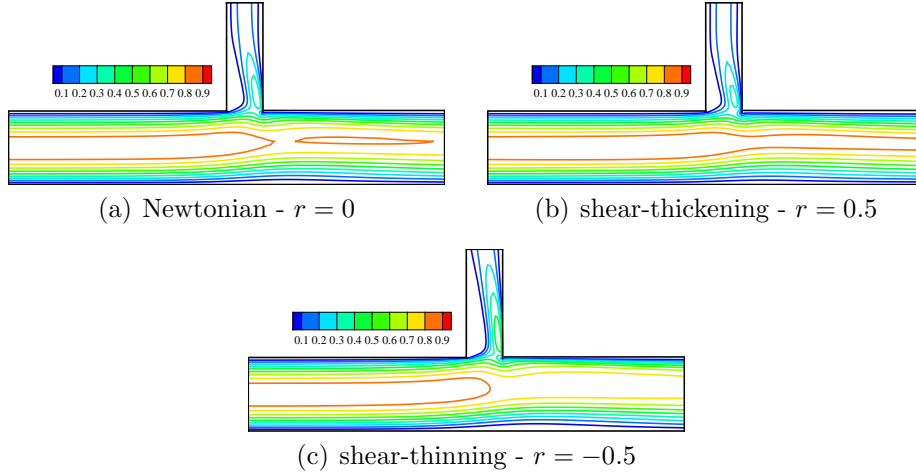 0.1 0.2 0.3 0.4 0.5 0.6 0.7 0.8 0.9
0.1 0.2 0.3 0.4 0.5 0.6 0.7 0.8 0.9
(a) Newtonian - r = 0
(b) shear-thickening - r = 0.5
0.1 0.2 0.3 0.4 0.5 0.6 0.7 0.8 0.9
(c) shear-thinning - r = −0.5